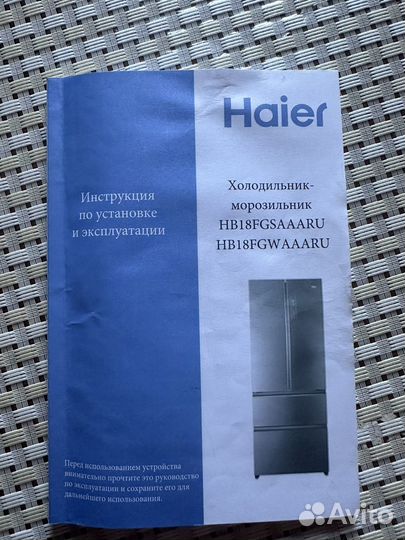 Haier
Инструкция
по установке
и эксплуатации
Холодильник-
морозильник
HB18FGSAAARU
HB18FGWAAARU
Перед использованием устройства
внимательно прочтите это руководство
по эксплуатации и сохраните его для
дальнейшего использования.
Avito